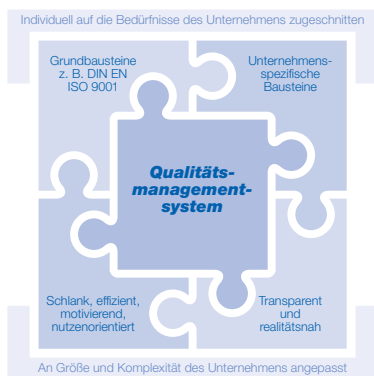 Individuell auf die Bedürfnisse des Unternehmens zugeschnitten
Grundbausteine
z. B. DIN EN
ISO 9001
Unternehmens-
spezifische
Bausteine
Qualitäts-
management-
system
Schlank, effizient,
motivierend,
nutzenorientiert
Transparent
und
realitätsnah
An Größe und Komplexität des Unternehmens angepasst